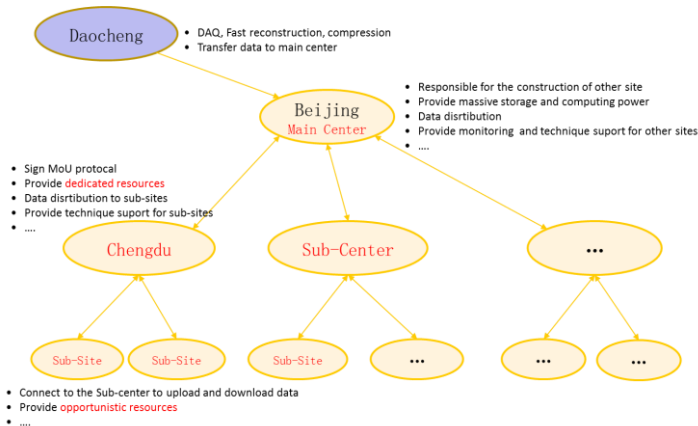 Daocheng
• DAQ, Fast reconstruction, compression
• Transfer data to main center
Beijing
Main Center
• Responsible for the construction of other site
• Provide massive storage and computing power
• Data disrtibution
• Provide monitoring and technique suport for other sites
• ....
• Sign MoU protocal
• Provide dedicated resources
• Data disrtibution to sub-sites
• Provide technique suport for sub-sites
• ....
Chengdu
Sub-Center
...
Sub-Site
Sub-Site
Sub-Site
...
...
...
• Connect to the Sub-center to upload and download data
• Provide opportunistic resources
• ....